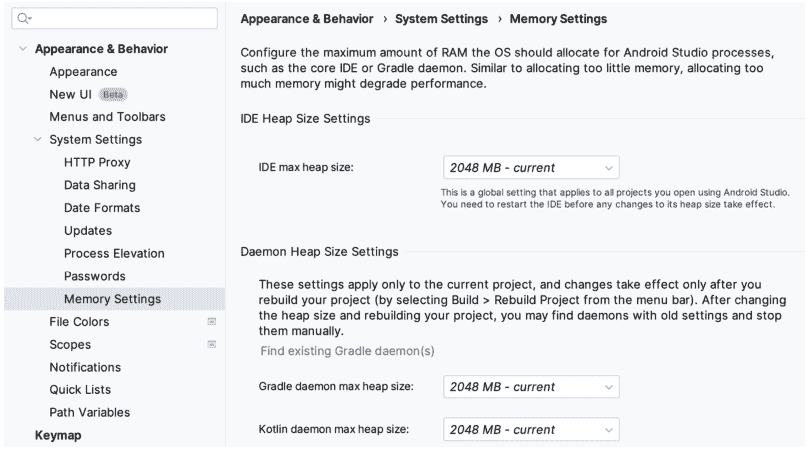 Appearance & Behavior
Appearance
New UI Beta
Menus and Toolbars
System Settings
HTTP Proxy
Data Sharing
Date Formats
Updates
Process Elevation
Passwords
Memory Settings
File Colors
Scopes
Notifications
Quick Lists
Path Variables
Keymap
Appearance & Behavior › System Settings › Memory Settings
Configure the maximum amount of RAM the OS should allocate for Android Studio processes,
such as the core IDE or Gradle daemon. Similar to allocating too little memory, allocating too
much memory might degrade performance.
IDE Heap Size Settings
IDE max heap size: 2048 MB - current
This is a global setting that applies to all projects you open using Android Studio.
You need to restart the IDE before any changes to its heap size take effect.
Daemon Heap Size Settings
These settings apply only to the current project, and changes take effect only after you
rebuild your project (by selecting Build > Rebuild Project from the menu bar). After changing
the heap size and rebuilding your project, you may find daemons with old settings and stop
them manually.
Find existing Gradle daemon(s)
Gradle daemon max heap size: 2048 MB - current
Kotlin daemon max heap size: 2048 MB - current